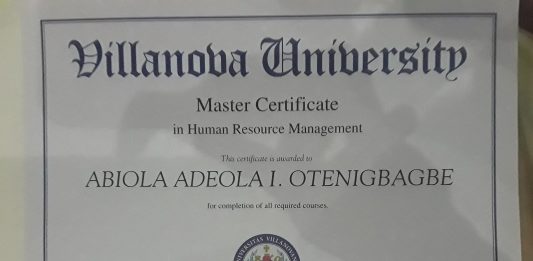 Villanova University
Master Certificate
in Human Resource Management
This certificate is awarded to
ABIOLA ADEOLA I. OTENIGBAGBE
for completion of all required courses.